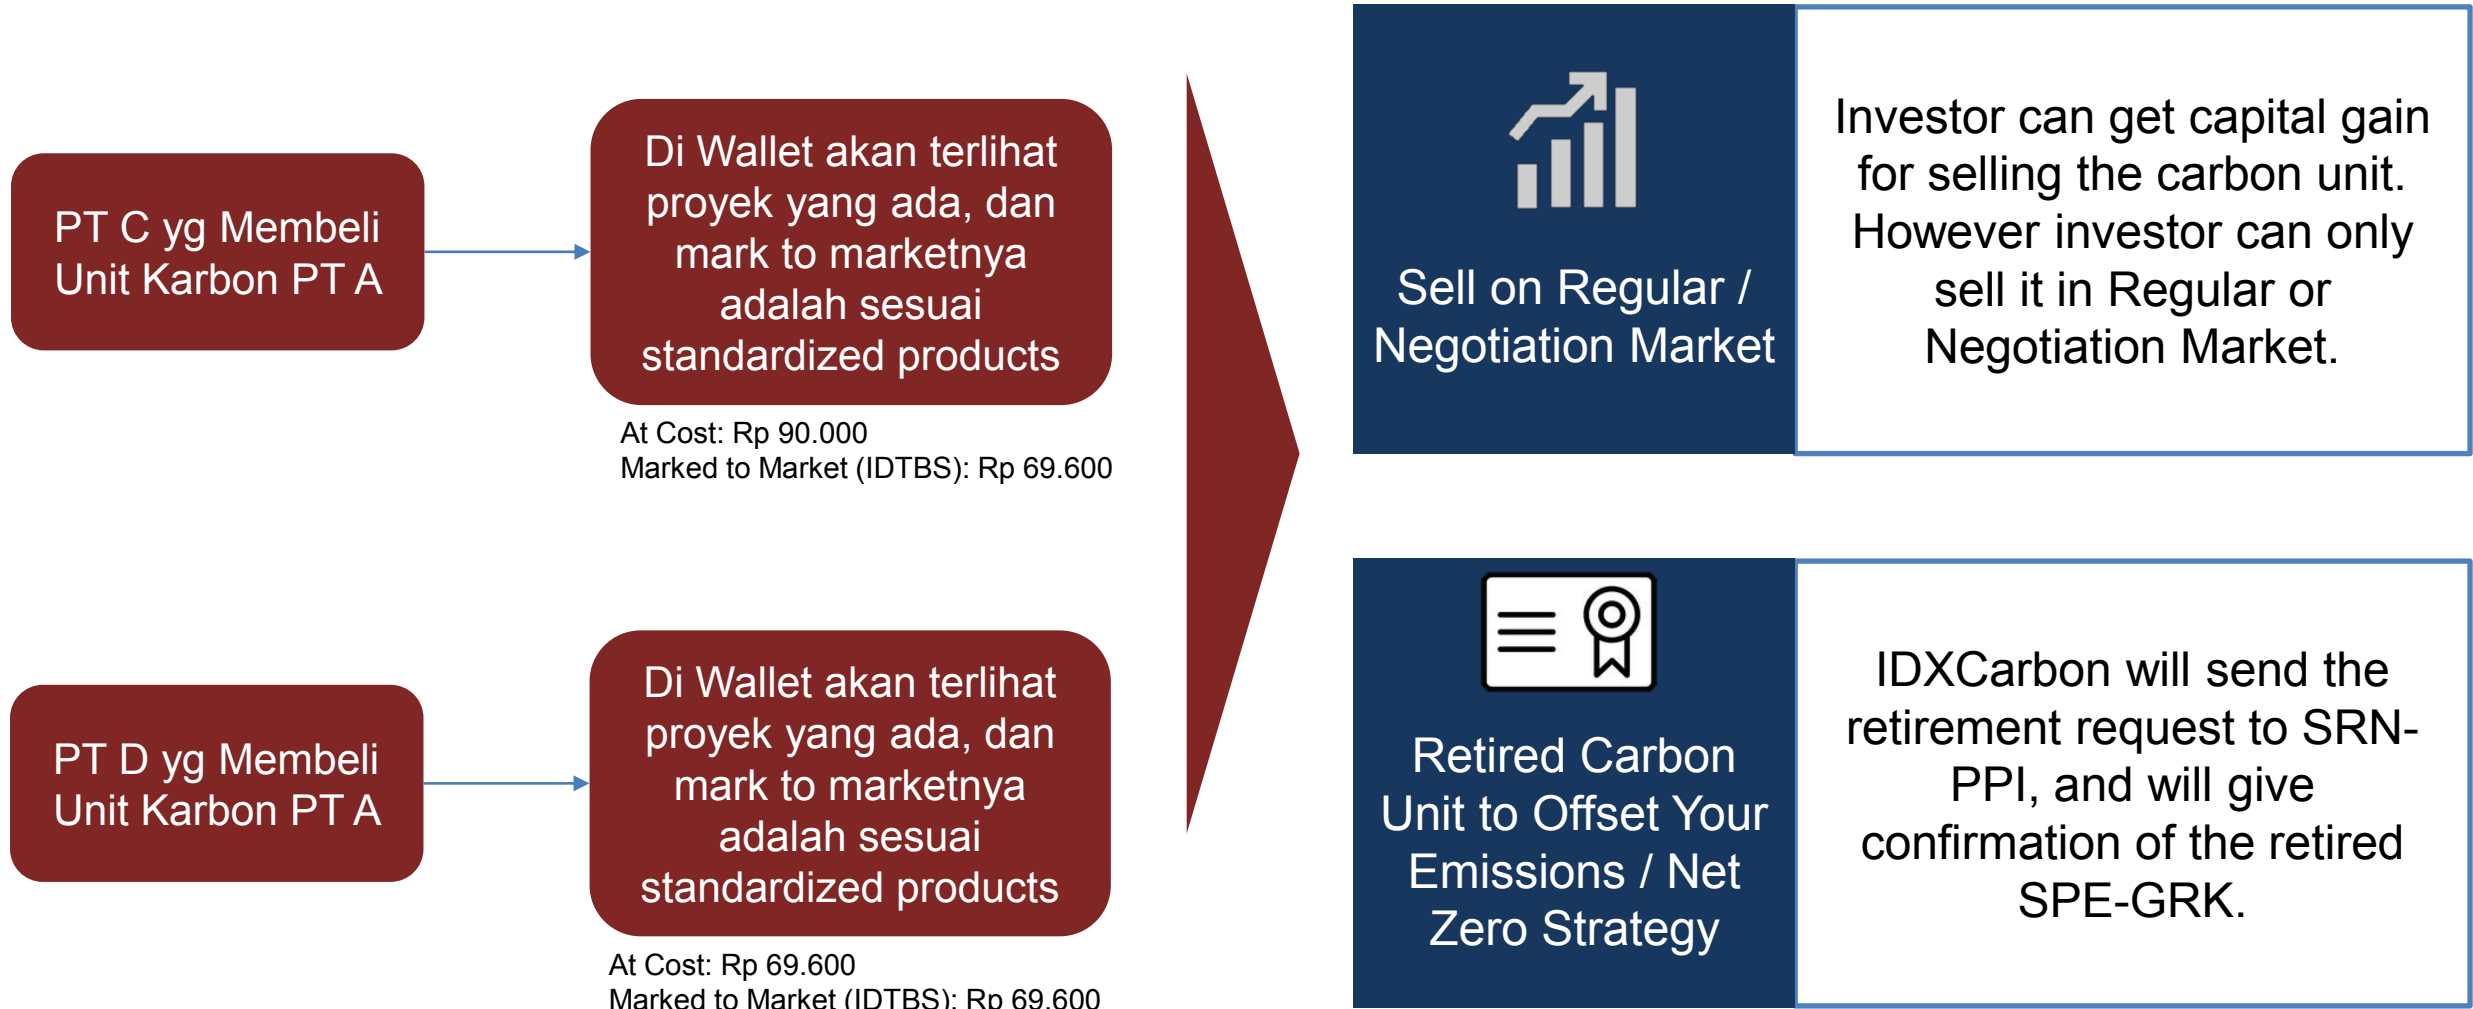 PT C yg Membeli
Unit Karbon PT A
Di Wallet akan terlihat
proyek yang ada, dan
mark to marketnya
adalah sesuai
standardized products
At Cost: Rp 90.000
Marked to Market (IDTBS): Rp 69.600
PT D yg Membeli
Unit Karbon PT A
Di Wallet akan terlihat
proyek yang ada, dan
mark to marketnya
adalah sesuai
standardized products
At Cost: Rp 69.600
Marked to Market (IDTBS): Rp 69.600
Sell on Regular /
Negotiation Market
Investor can get capital gain
for selling the carbon unit.
However investor can only
sell it in Regular or
Negotiation Market.
Retired Carbon
Unit to Offset Your
Emissions / Net
Zero Strategy
IDXCarbon will send the
retirement request to SRN-
PPI, and will give
confirmation of the retired
SPE-GRK.